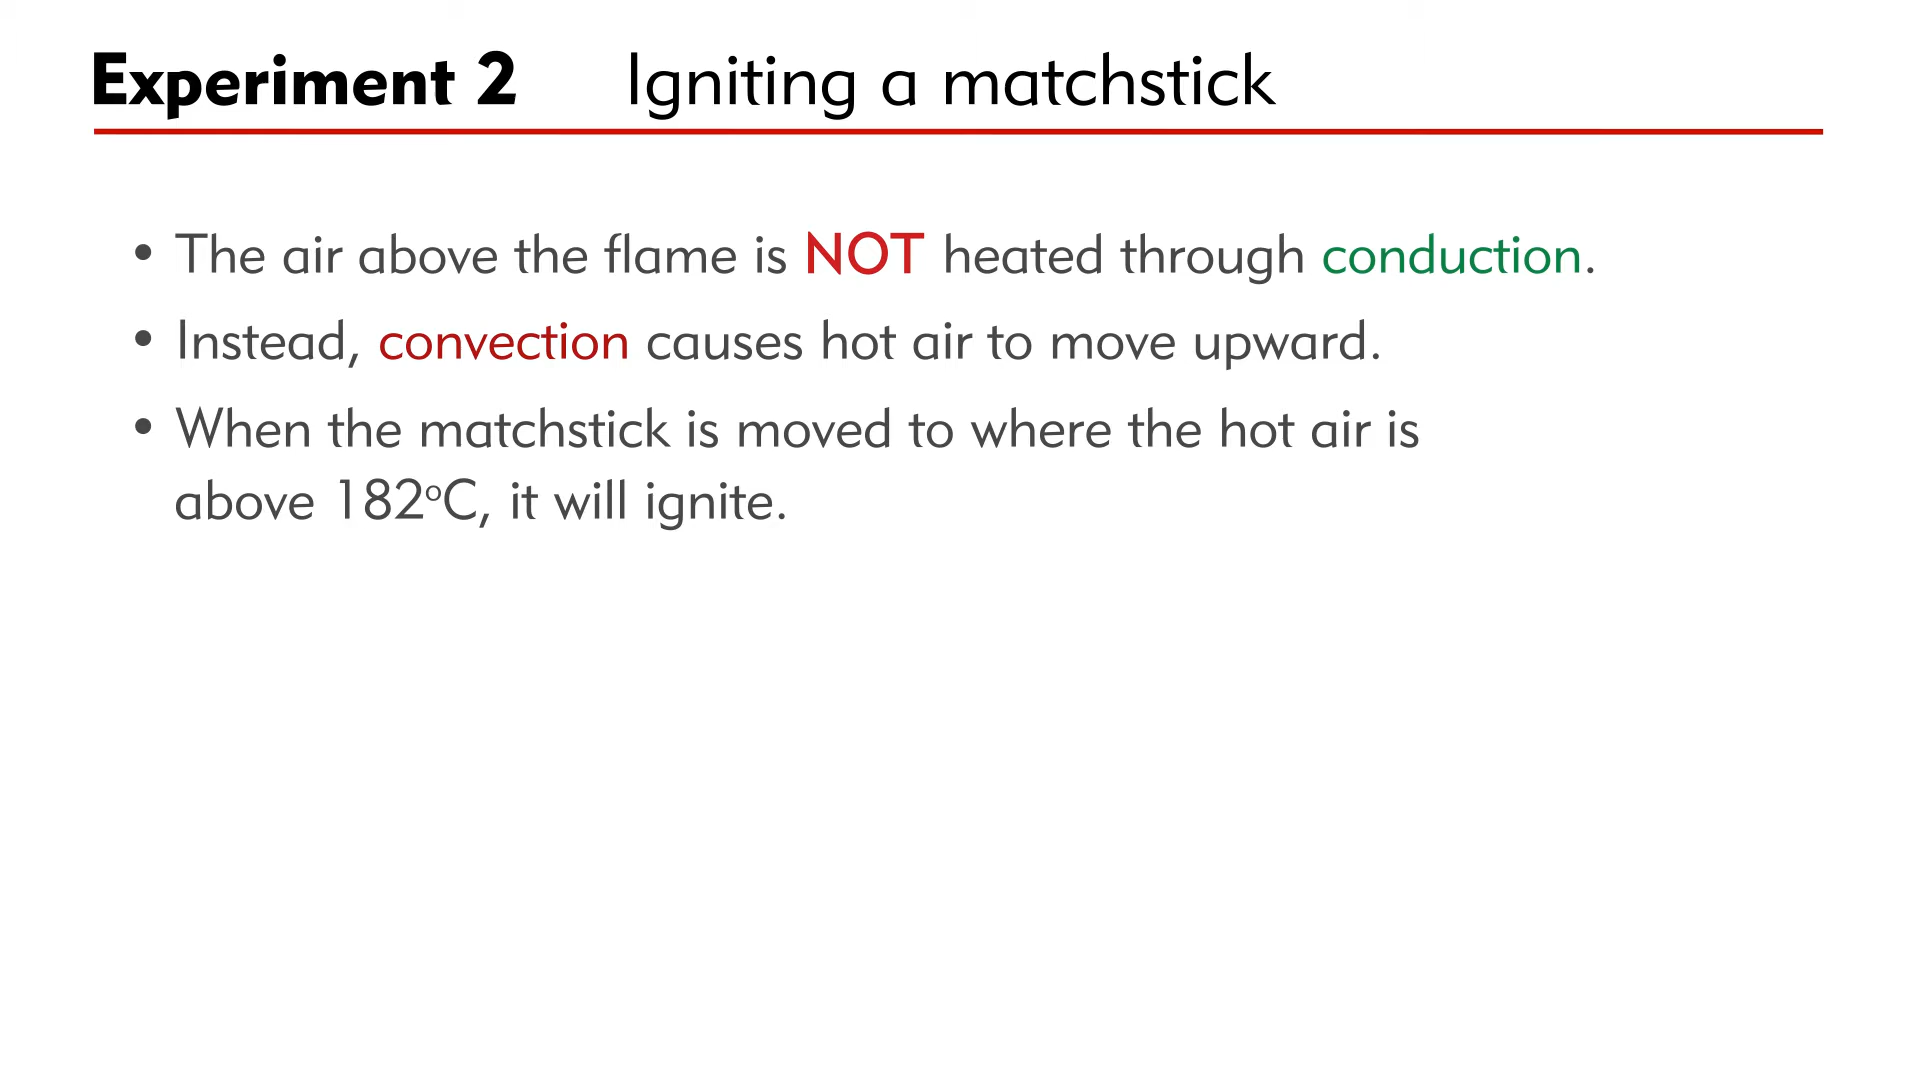 Experiment 2 Igniting a matchstick
• The air above the flame is NOT heated through conduction.
• Instead, convection causes hot air to move upward.
• When the matchstick is moved to where the hot air is
above 182ºC, it will ignite.